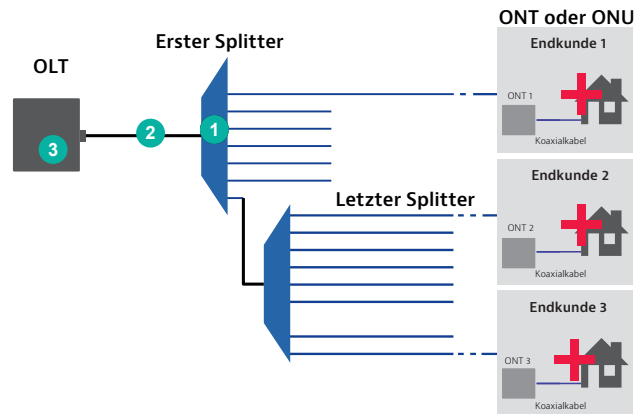 ONT oder ONU
Erster Splitter
OLT
Endkunde 1
ONT 1
Koaxialkabel
3
2
1
Letzter Splitter
Endkunde 2
ONT 2
Koaxialkabel
Endkunde 3
ONT 3
Koaxialkabel